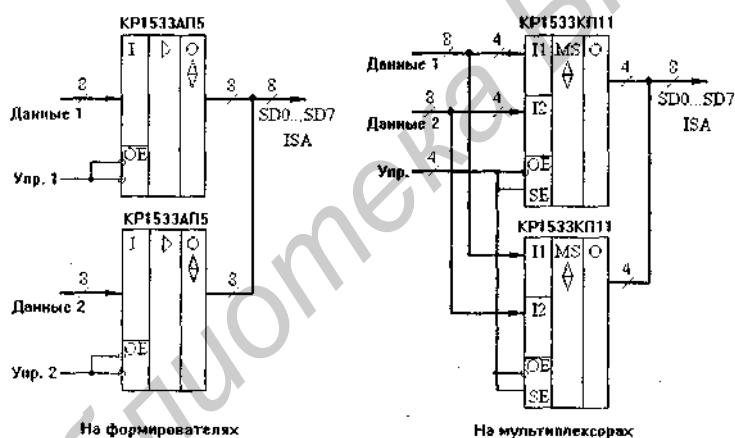 КР1533АП5
I ▷ O
8
Данные 1
OE
Упр. 1
8 8
SD0...SD7
ISA
КР1533АП5
I ▷ O
8
Данные 2
OE
Упр. 2
8
На формирователях
КР1533КП11
8 4
I1 MS O
Данные 1
8 4
I2
Данные 2
4
Упр.
OE
SE
4 8
SD0...SD7
ISA
КР1533КП11
I1 MS O
I2
OE
SE
4
На мультиплексорах